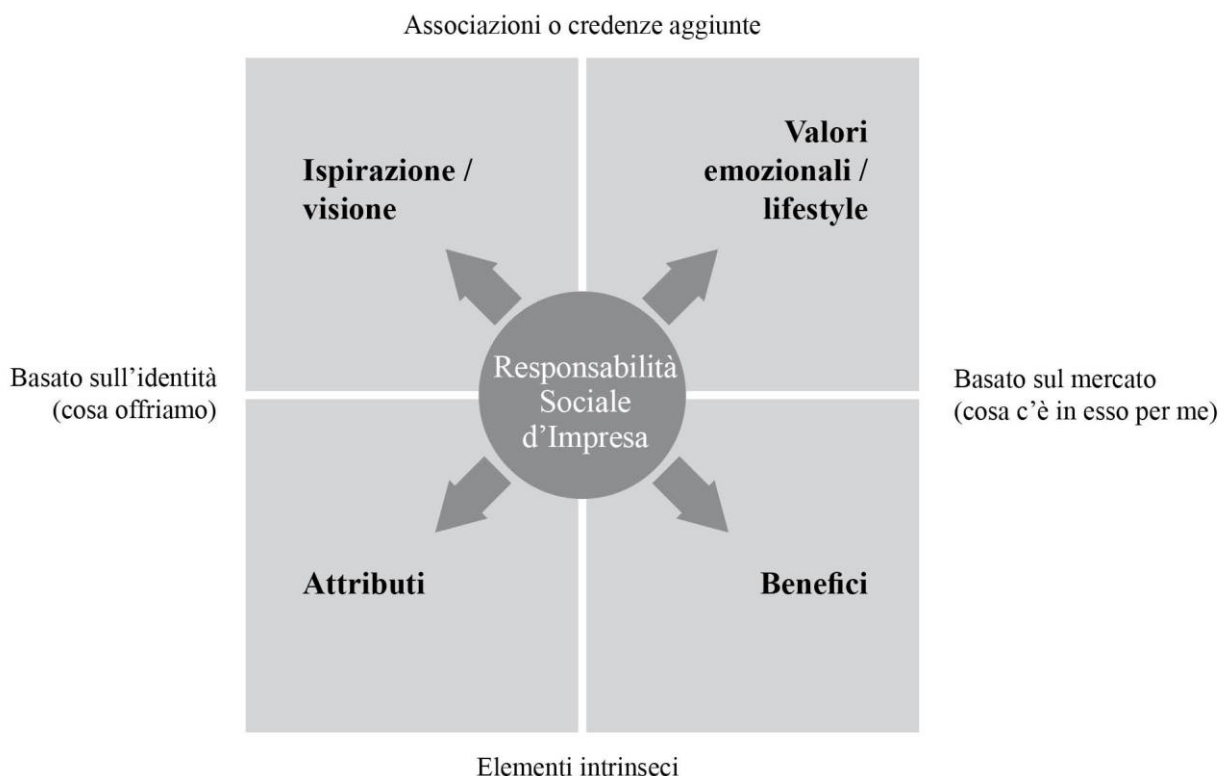 Associazioni o credenze aggiunte
Ispirazione /
visione
Valori
emozionali /
lifestyle
Basato sull’identità
(cosa offriamo)
Responsabilità
Sociale
d’Impresa
Basato sul mercato
(cosa c’è in esso per me)
Attributi
Benefici
Elementi intrinseci